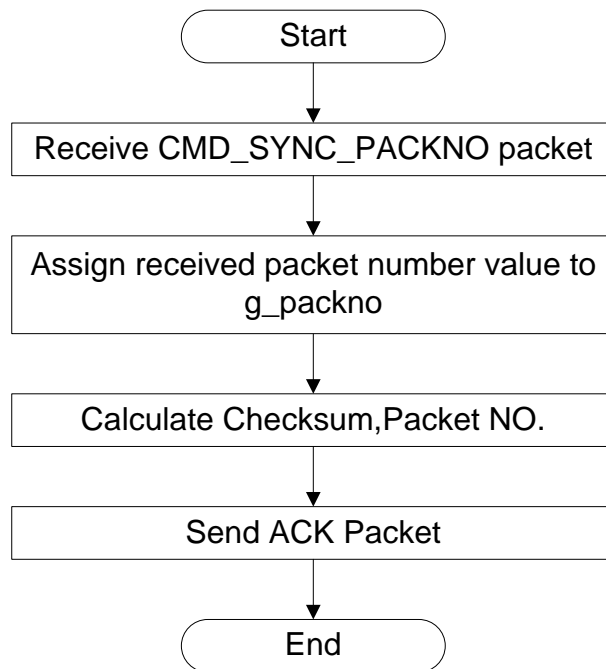 Start
Receive CMD_SYNC_PACKNO packet
Assign received packet number value to
g_packno
Calculate Checksum,Packet NO.
Send ACK Packet
End